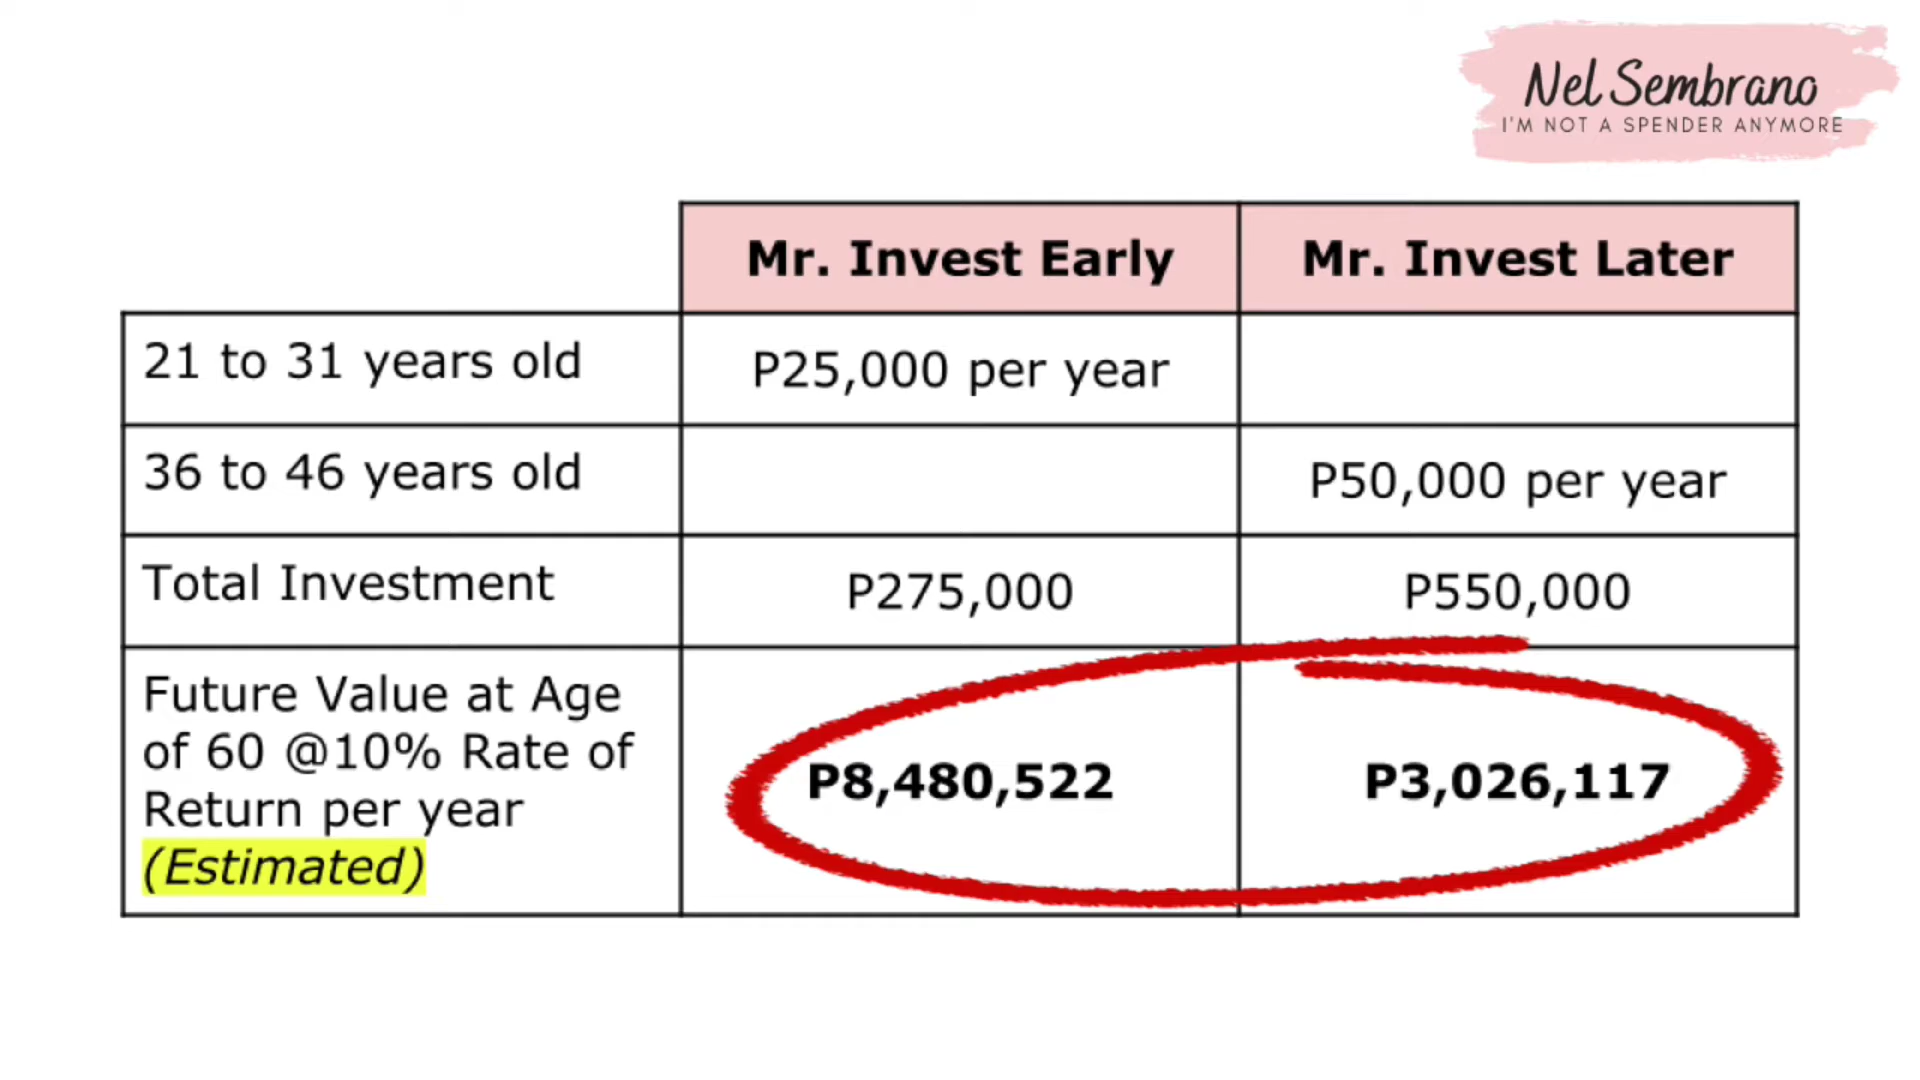 Nel Sembrano
I'M NOT A SPENDER ANYMORE
Mr. Invest Early
Mr. Invest Later
21 to 31 years old
P25,000 per year
36 to 46 years old
P50,000 per year
Total Investment
P275,000
P550,000
Future Value at Age
of 60 @10% Rate of
Return per year
(Estimated)
P8,480,522
P3,026,117